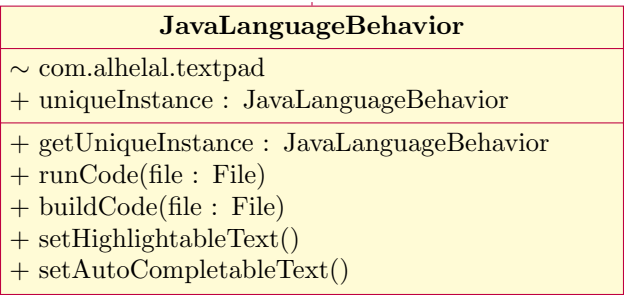 JavaLanguageBehavior
~ com.alhelal.textpad
+ uniqueInstance : JavaLanguageBehavior
+ getUniqueInstance : JavaLanguageBehavior
+ runCode(file : File)
+ buildCode(file : File)
+ setHighlightableText()
+ setAutoCompletableText()